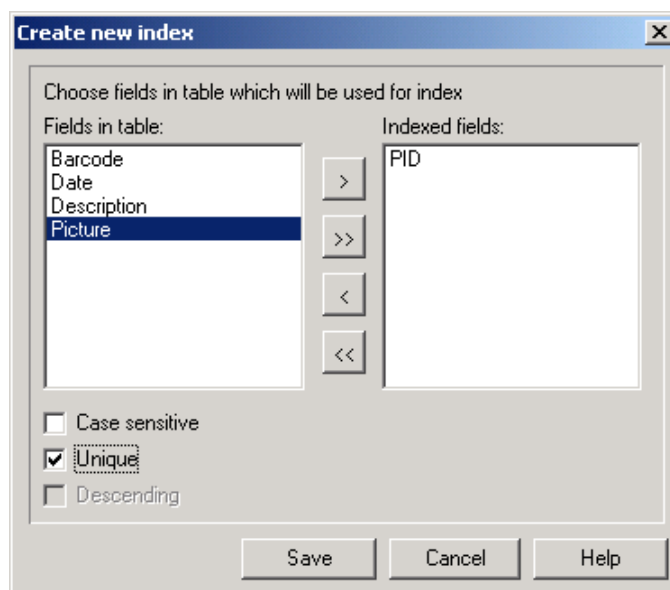 Create new index
Choose fields in table which will be used for index
Fields in table:
Indexed fields:
Barcode
Date
Description
Picture
>
>>
<
<<
PID
Case sensitive
Unique
Descending
Save
Cancel
Help